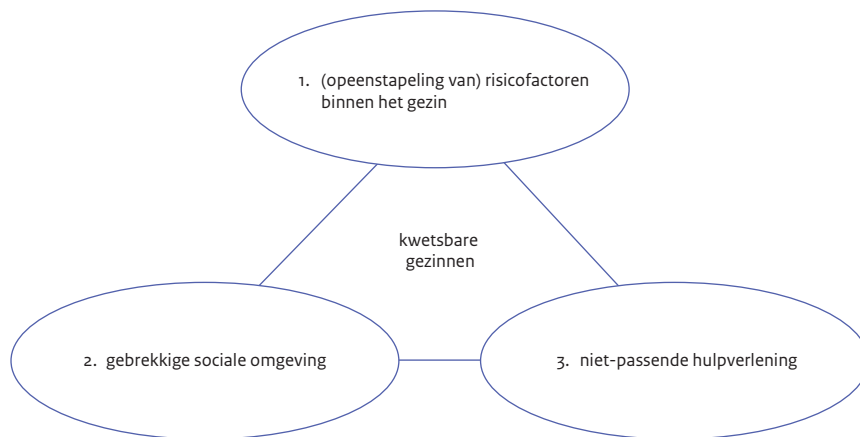 1. (opeenstapeling van) risicofactoren
binnen het gezin
kwetsbare
gezinnen
2. gebrekkige sociale omgeving
3. niet-passende hulpverlening